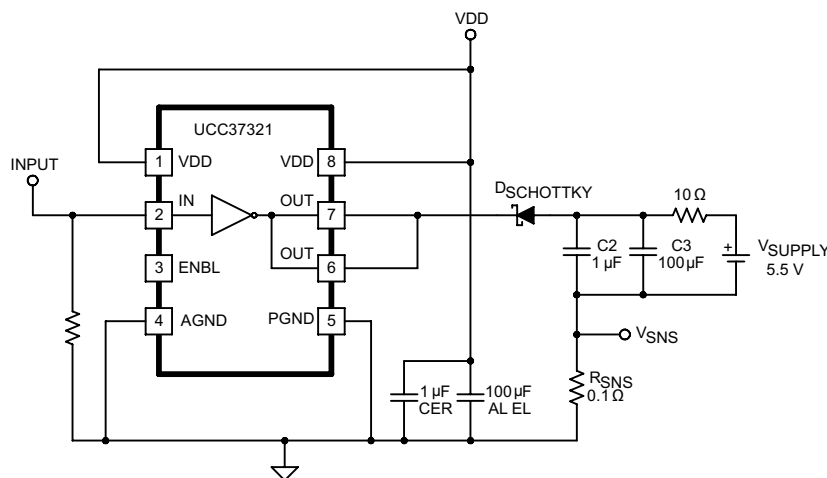 VDD
UCC37321
INPUT
1 VDD
VDD 8
DSCHOTTKY
10 Ω
2 IN
OUT 7
C2
1 µF
C3
100 µF
+
VSUPPLY
5.5 V
3 ENBL
OUT 6
4 AGND
PGND 5
VSNS
1 µF
CER
100 µF
AL EL
RSNS
0.1 Ω